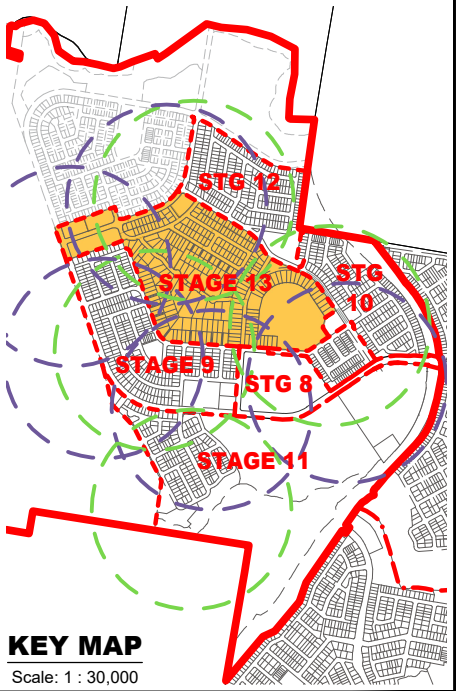 STG 12
STAGE 13
STG
10
STAGE 9
STG 8
STAGE 11
KEY MAP
Scale: 1 : 30,000